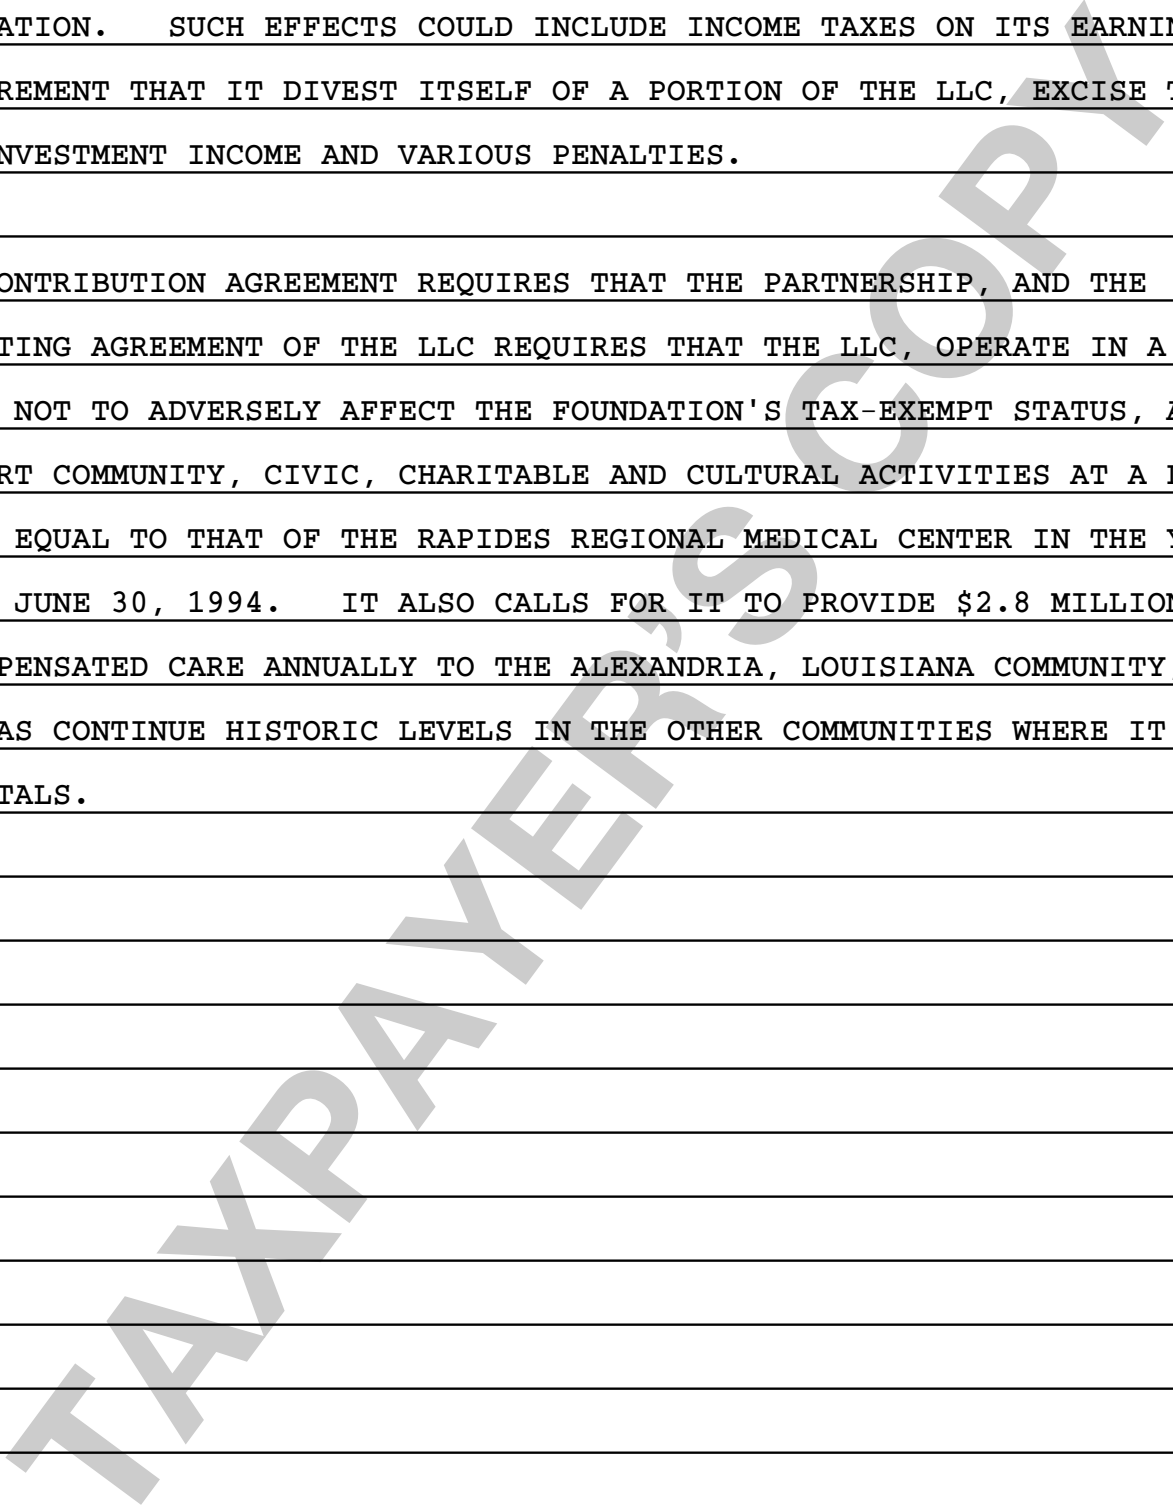 ATION. SUCH EFFECTS COULD INCLUDE INCOME TAXES ON ITS EARNIN
REMENT THAT IT DIVEST ITSELF OF A PORTION OF THE LLC, EXCISE T
NVESTMENT INCOME AND VARIOUS PENALTIES.
ONTRIBUTION AGREEMENT REQUIRES THAT THE PARTNERSHIP, AND THE
TING AGREEMENT OF THE LLC REQUIRES THAT THE LLC, OPERATE IN A
NOT TO ADVERSELY AFFECT THE FOUNDATION'S TAX-EXEMPT STATUS, A
RT COMMUNITY, CIVIC, CHARITABLE AND CULTURAL ACTIVITIES AT A
EQUAL TO THAT OF THE RAPIDES REGIONAL MEDICAL CENTER IN THE Y
JUNE 30, 1994. IT ALSO CALLS FOR IT TO PROVIDE $2.8 MILLION
PENSATED CARE ANNUALLY TO THE ALEXANDRIA, LOUISIANA COMMUNITY,
AS CONTINUE HISTORIC LEVELS IN THE OTHER COMMUNITIES WHERE IT
TALS.
TAXPAYER'S COPY